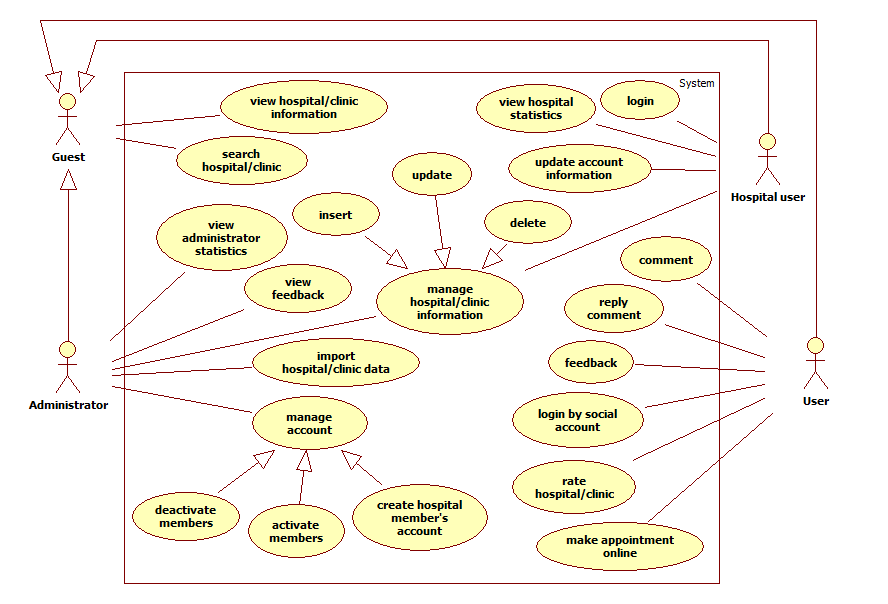 System
view hospital/clinic
information
view hospital
statistics
login
Guest
search
hospital/clinic
update
update account
information
Hospital user
insert
delete
view
administrator
statistics
comment
view
feedback
manage
hospital/clinic
information
reply
comment
import
hospital/clinic data
feedback
Administrator
User
manage
account
login by social
account
rate
hospital/clinic
deactivate
members
activate
members
create hospital
member's
account
make appointment
online